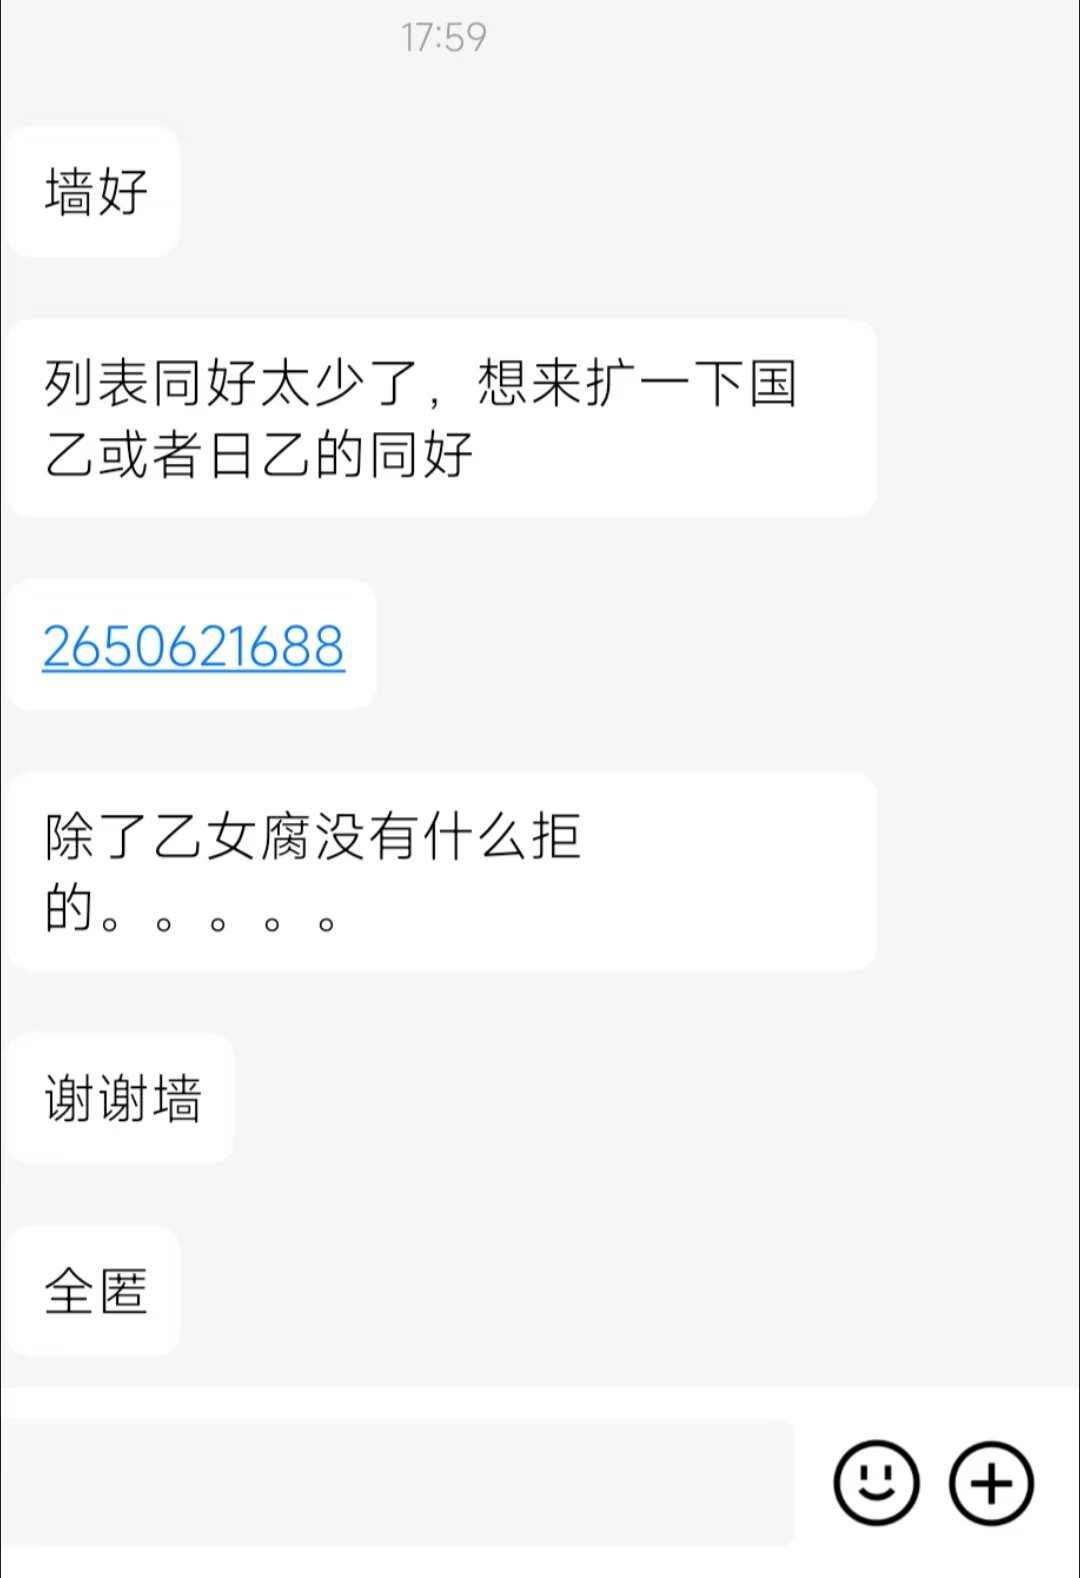 17:59
墙好
列表同好太少了，想来扩一下国
乙或者日乙的同好
2650621688
除了乙女腐没有什么拒
的。。。。。
谢谢墙
全匿